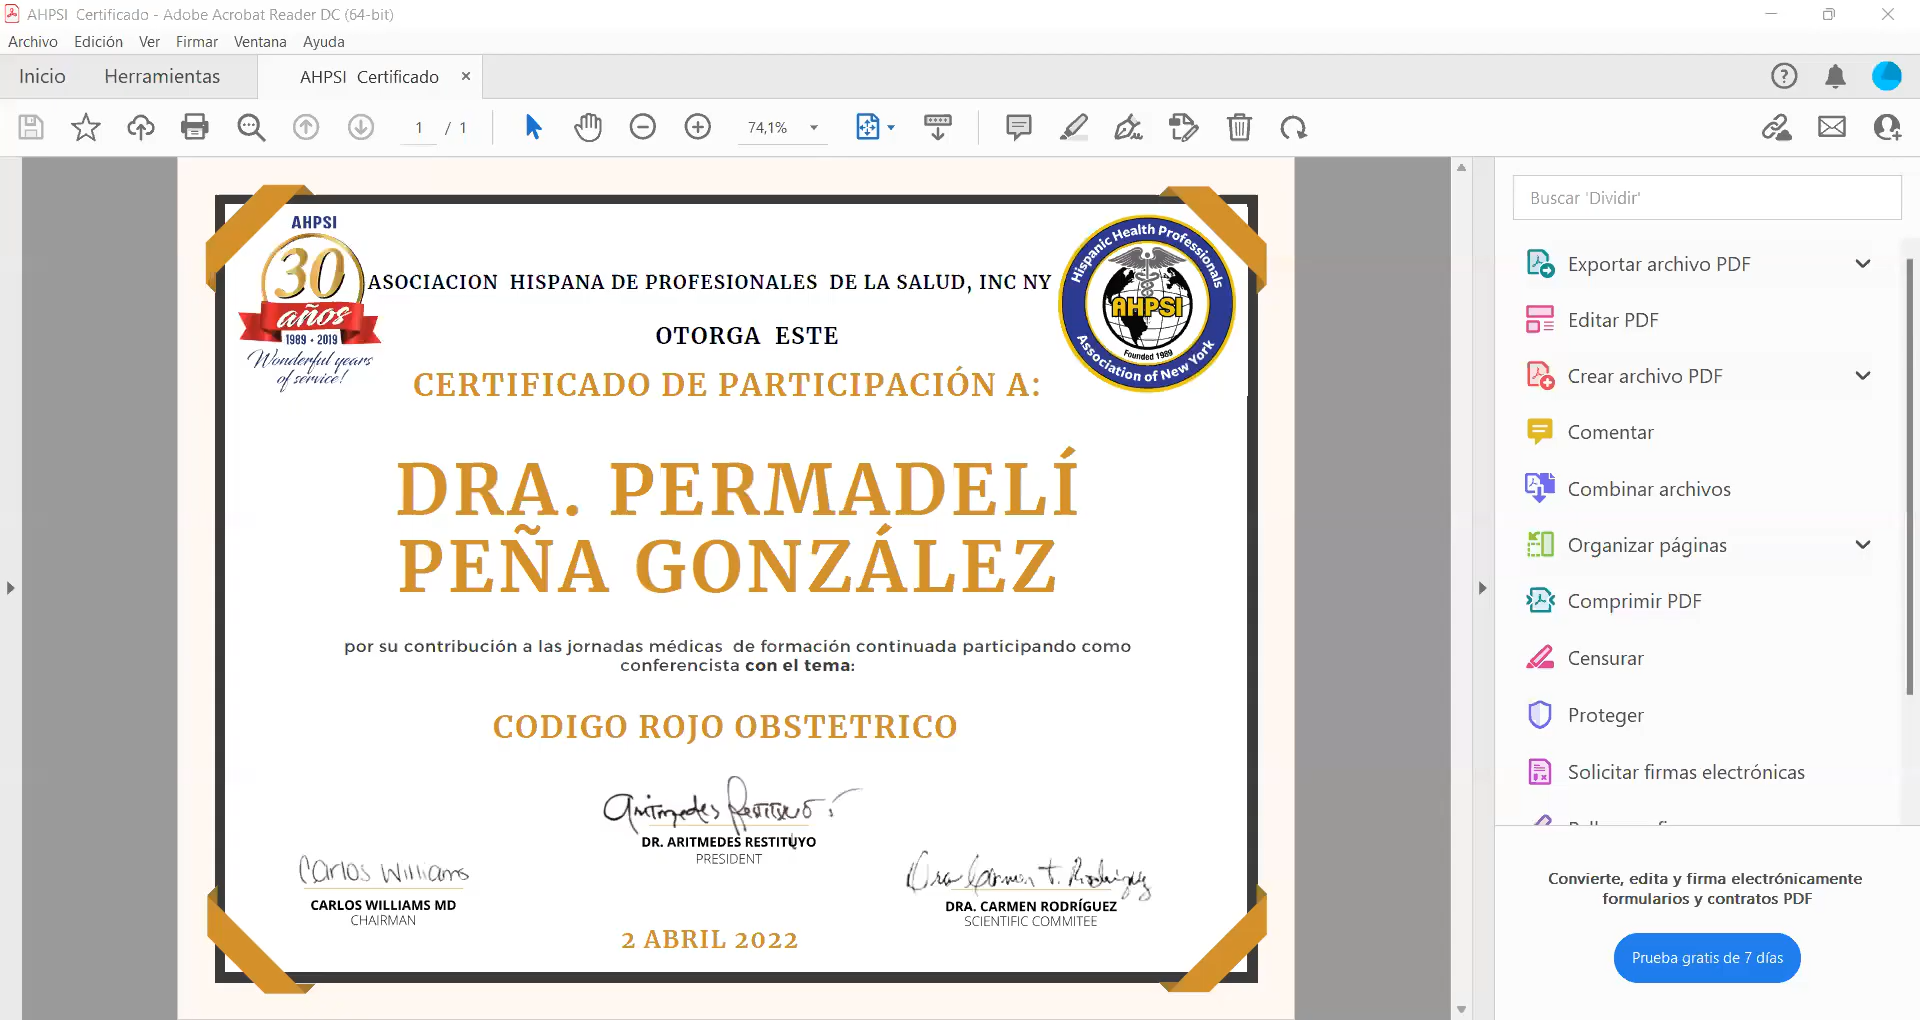 AHPSI Certificado - Adobe Acrobat Reader DC (64-bit)
Archivo Edición Ver Firmar Ventana Ayuda
Inicio Herramientas AHPSI Certificado
1 / 1 74,1%
AHPSI
30
años
1989 - 2019
Wonderful years
of service!
Hispanic Health Professionals
AHPSI
Founded 1989
Association of New York
ASOCIACION HISPANA DE PROFESIONALES DE LA SALUD, INC NY
OTORGA ESTE
CERTIFICADO DE PARTICIPACIÓN A:
DRA. PERMADELÍ
PEÑA GONZÁLEZ
por su contribución a las jornadas médicas de formación continuada participando como
conferencista con el tema:
CODIGO ROJO OBSTETRICO
Aritmedes Restituyo
DR. ARITMEDES RESTITUYO
PRESIDENT
Carlos Williams
CARLOS WILLIAMS MD
CHAIRMAN
Dra Carmen T. Rodríguez
DRA. CARMEN RODRÍGUEZ
SCIENTIFIC COMMITEE
2 ABRIL 2022
Buscar 'Dividir'
Exportar archivo PDF
Editar PDF
Crear archivo PDF
Comentar
Combinar archivos
Organizar páginas
Comprimir PDF
Censurar
Proteger
Solicitar firmas electrónicas
Convierte, edita y firma electrónicamente
formularios y contratos PDF
Prueba gratis de 7 días